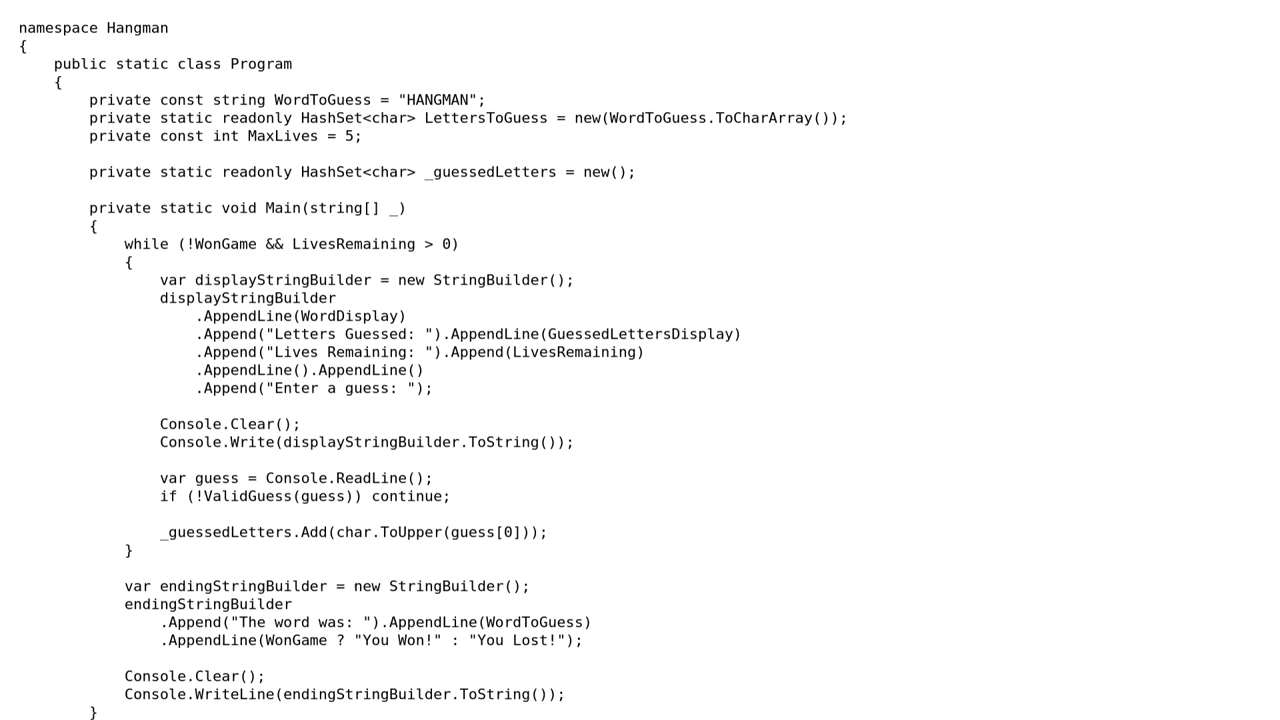 namespace Hangman
{
    public static class Program
    {
        private const string WordToGuess = "HANGMAN";
        private static readonly HashSet<char> LettersToGuess = new(WordToGuess.ToCharArray());
        private const int MaxLives = 5;

        private static readonly HashSet<char> _guessedLetters = new();

        private static void Main(string[] _)
        {
            while (!WonGame && LivesRemaining > 0)
            {
                var displayStringBuilder = new StringBuilder();
                displayStringBuilder
                    .AppendLine(WordDisplay)
                    .Append("Letters Guessed: ").AppendLine(GuessedLettersDisplay)
                    .Append("Lives Remaining: ").Append(LivesRemaining)
                    .AppendLine().AppendLine()
                    .Append("Enter a guess: ");

                Console.Clear();
                Console.Write(displayStringBuilder.ToString());

                var guess = Console.ReadLine();
                if (!ValidGuess(guess)) continue;

                _guessedLetters.Add(char.ToUpper(guess[0]));
            }

            var endingStringBuilder = new StringBuilder();
            endingStringBuilder
                .Append("The word was: ").AppendLine(WordToGuess)
                .AppendLine(WonGame ? "You Won!" : "You Lost!");

            Console.Clear();
            Console.WriteLine(endingStringBuilder.ToString());
        }